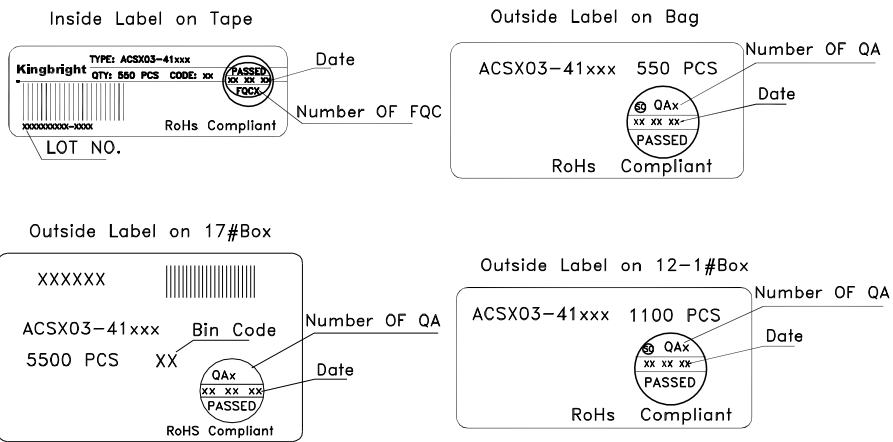 Inside Label on Tape
Kingbright
TYPE: ACSX03-41xxx
QTY: 550 PCS CODE: xx
PASSED
xx xx xx
FQCX
Date
Number OF FQC
xxxxxxxxxx-xxxx
RoHs Compliant
LOT NO.
Outside Label on Bag
ACSX03-41xxx 550 PCS
Number OF QA
SQ QAx
Date
xx xx xx
PASSED
RoHs Compliant
Outside Label on 17#Box
XXXXXX
ACSX03-41xxx
Bin Code
Number OF QA
5500 PCS XX
QAx
Date
xx xx xx
PASSED
RoHS Compliant
Outside Label on 12-1#Box
Number OF QA
ACSX03-41xxx 1100 PCS
SQ QAx
Date
xx xx xx
PASSED
RoHs Compliant